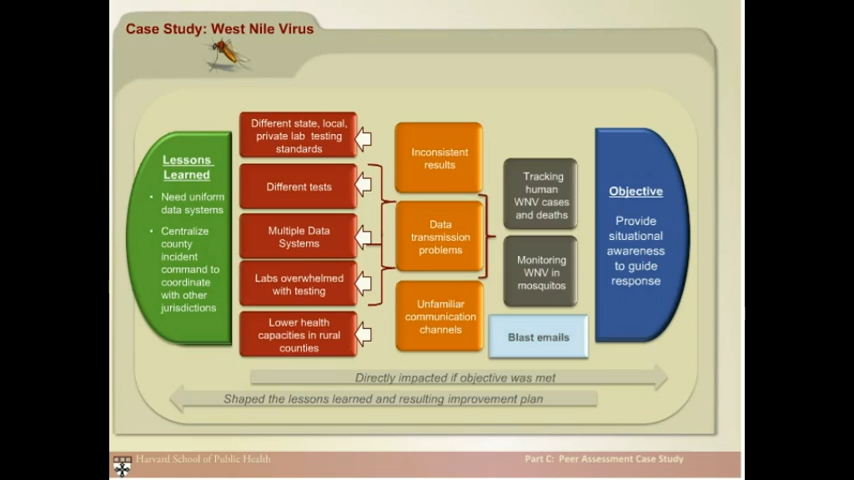 Case Study: West Nile Virus
Lessons
Learned
• Need uniform
data systems
• Centralize
county
incident
command to
coordinate
with other
jurisdictions
Different state, local,
private lab testing
standards
Different tests
Multiple Data
Systems
Labs overwhelmed
with testing
Lower health
capacities in rural
counties
Inconsistent
results
Data
transmission
problems
Unfamiliar
communication
channels
Tracking
human
WNV cases
and deaths
Monitoring
WNV in
mosquitos
Blast emails
Objective
Provide
situational
awareness
to guide
response
Directly impacted if objective was met
Shaped the lessons learned and resulting improvement plan
Harvard School of Public Health
Part C: Peer Assessment Case Study